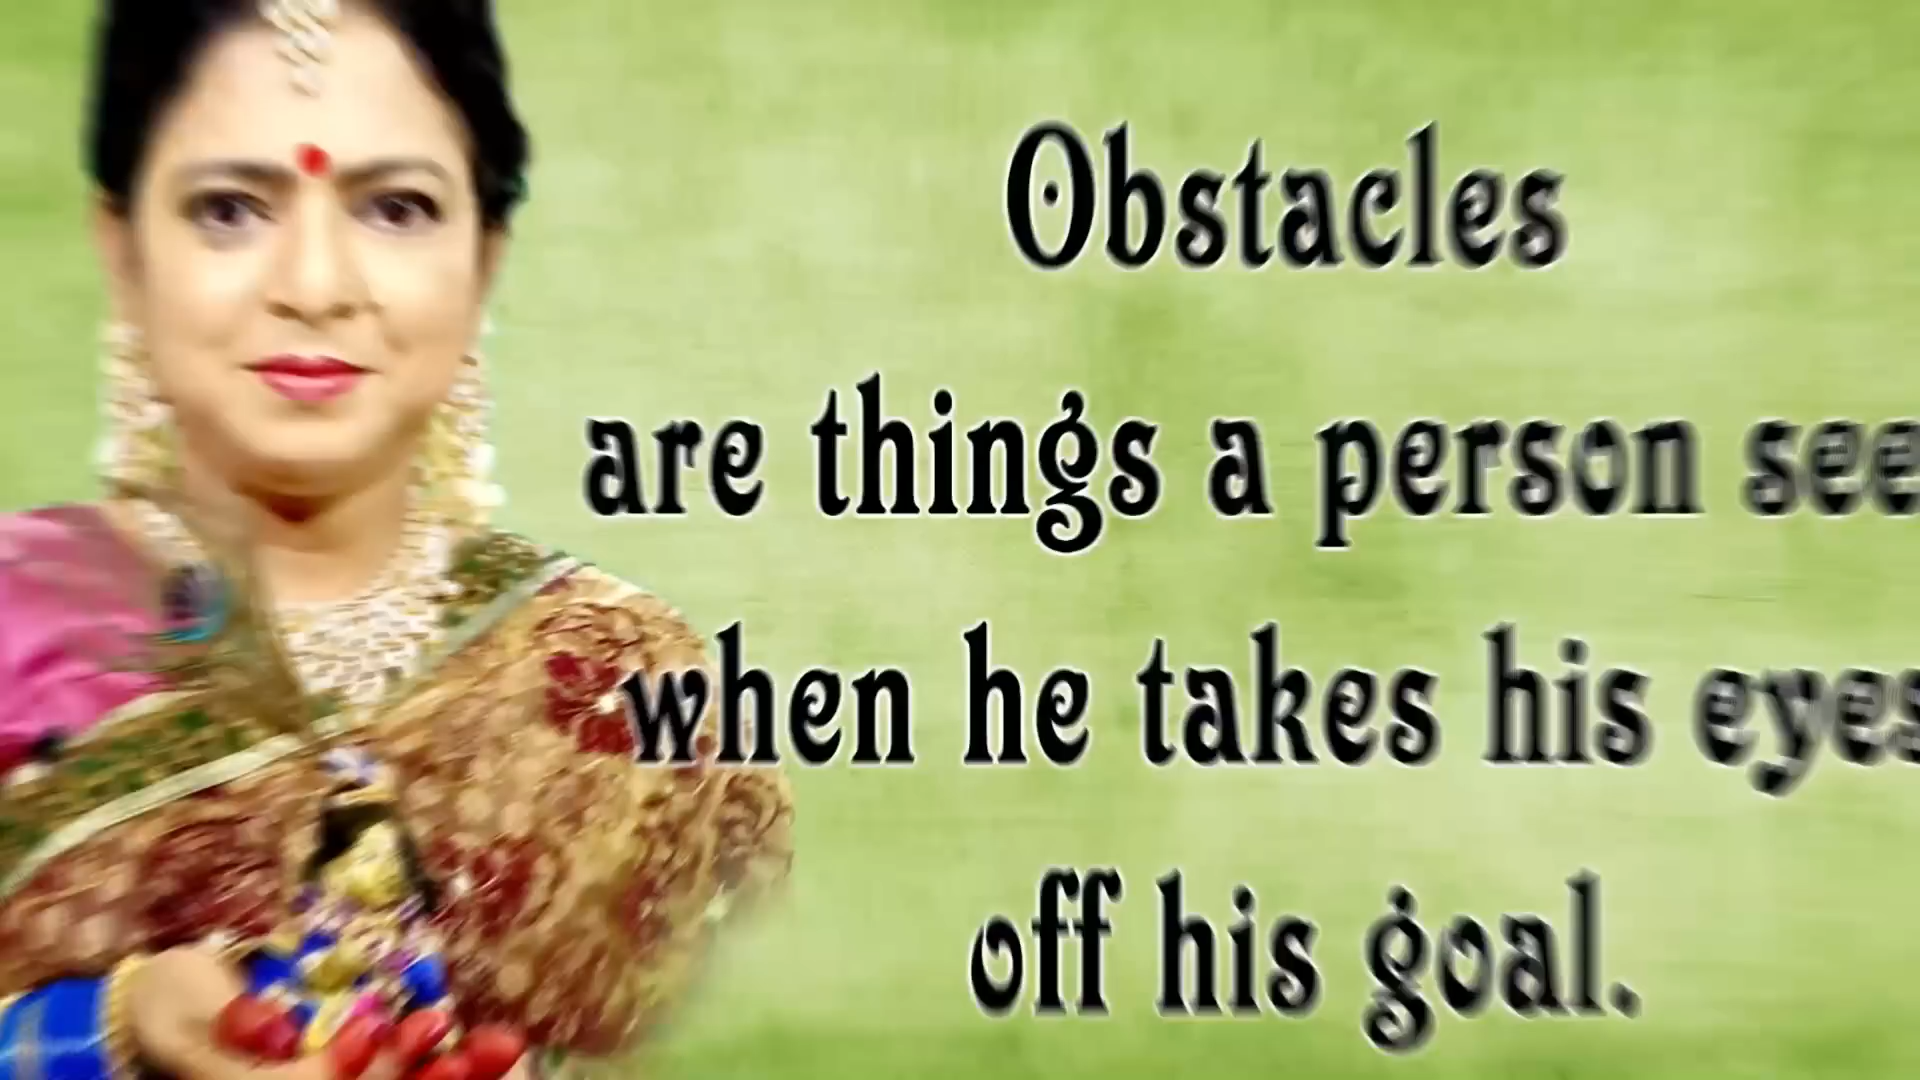 Obstacles
are things a person see
when he takes his eyes
off his goal.